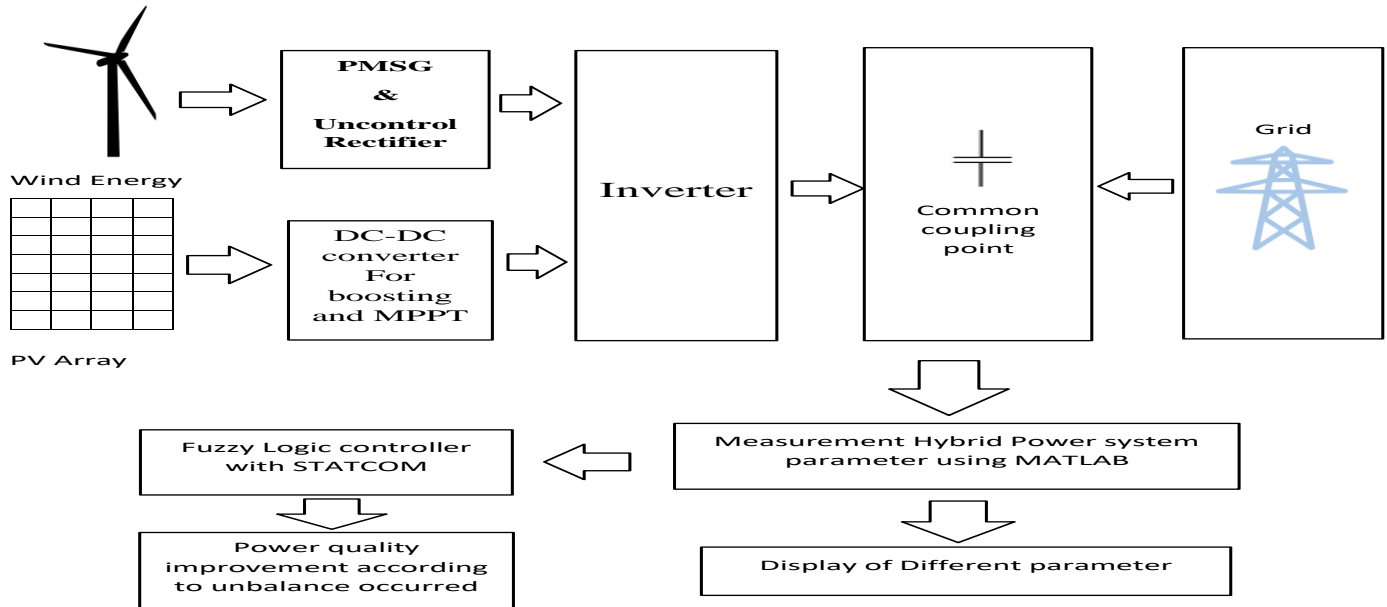 Wind Energy
PMSG
&
Uncontrol
Rectifier
PV Array
DC-DC
converter
For
boosting
and MPPT
Inverter
Common
coupling
point
Grid
Measurement Hybrid Power system
parameter using MATLAB
Fuzzy Logic controller
with STATCOM
Power quality
improvement according
to unbalance occurred
Display of Different parameter